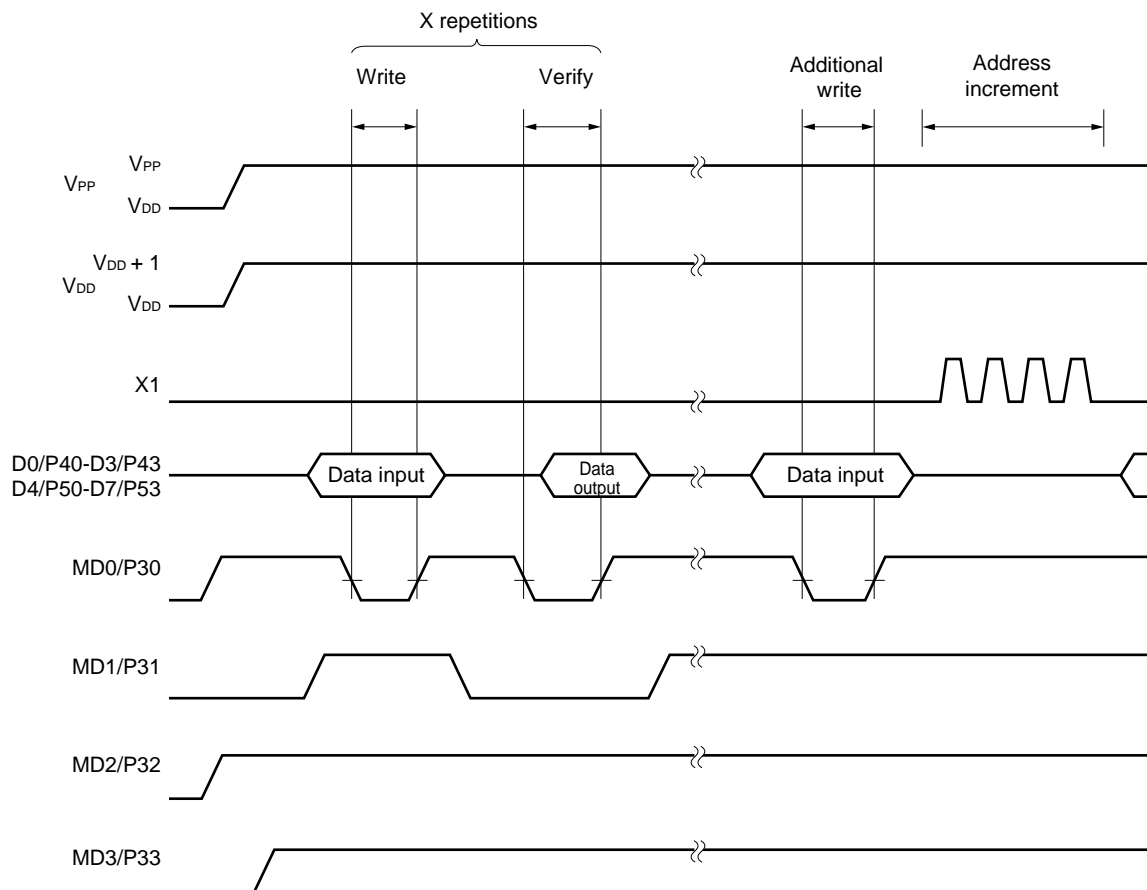 X repetitions
Write
Verify
Additional
write
Address
increment
VPP
VPP
VDD
VDD + 1
VDD
VDD
X1
D0/P40-D3/P43
D4/P50-D7/P53
Data input
Data
output
Data input
MD0/P30
MD1/P31
MD2/P32
MD3/P33